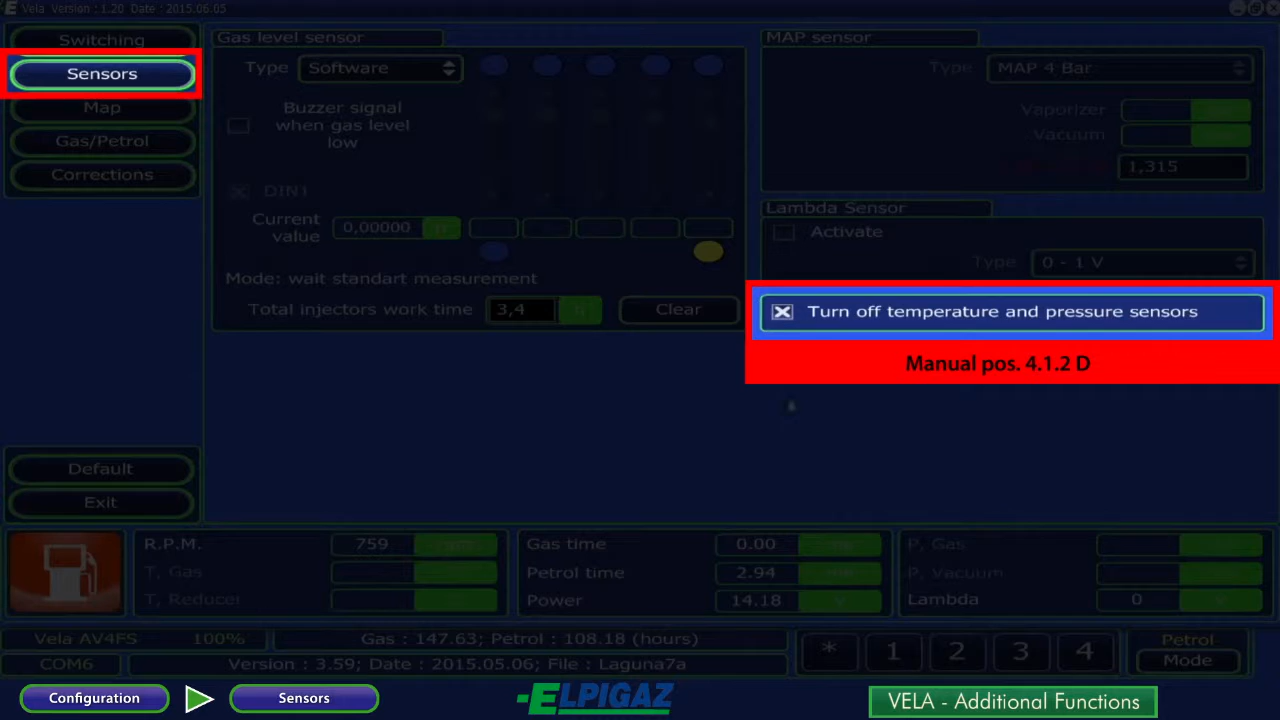 Vela Version : 1.20 Date : 2015.06.05
Switching
Sensors
Map
Gas/Petrol
Corrections
Default
Exit
Gas level sensor
Type Software
Buzzer signal
when gas level
low
DIN1
Current
value
0,00000
Mode: wait standart measurement
Total injectors work time 3,4 Clear
MAP sensor
Type MAP 4 Bar
Vaporizer
Vacuum
1,315
Lambda Sensor
Activate
Type 0 - 1 V
Turn off temperature and pressure sensors
Manual pos. 4.1.2 D
R.P.M. 759
T, Gas
T, Reducer
Gas time 0.00
Petrol time 2.94
Power 14.18 V
P, Gas
P, Vacuum
Lambda 0 V
Vela AV4FS 100% Gas : 147.63; Petrol : 108.18 (hours)
COM6 Version : 3.59; Date : 2015.05.06; File : Laguna7a
* 1 2 3 4
Petrol
Mode
Configuration Sensors ELPIGAZ VELA - Additional Functions